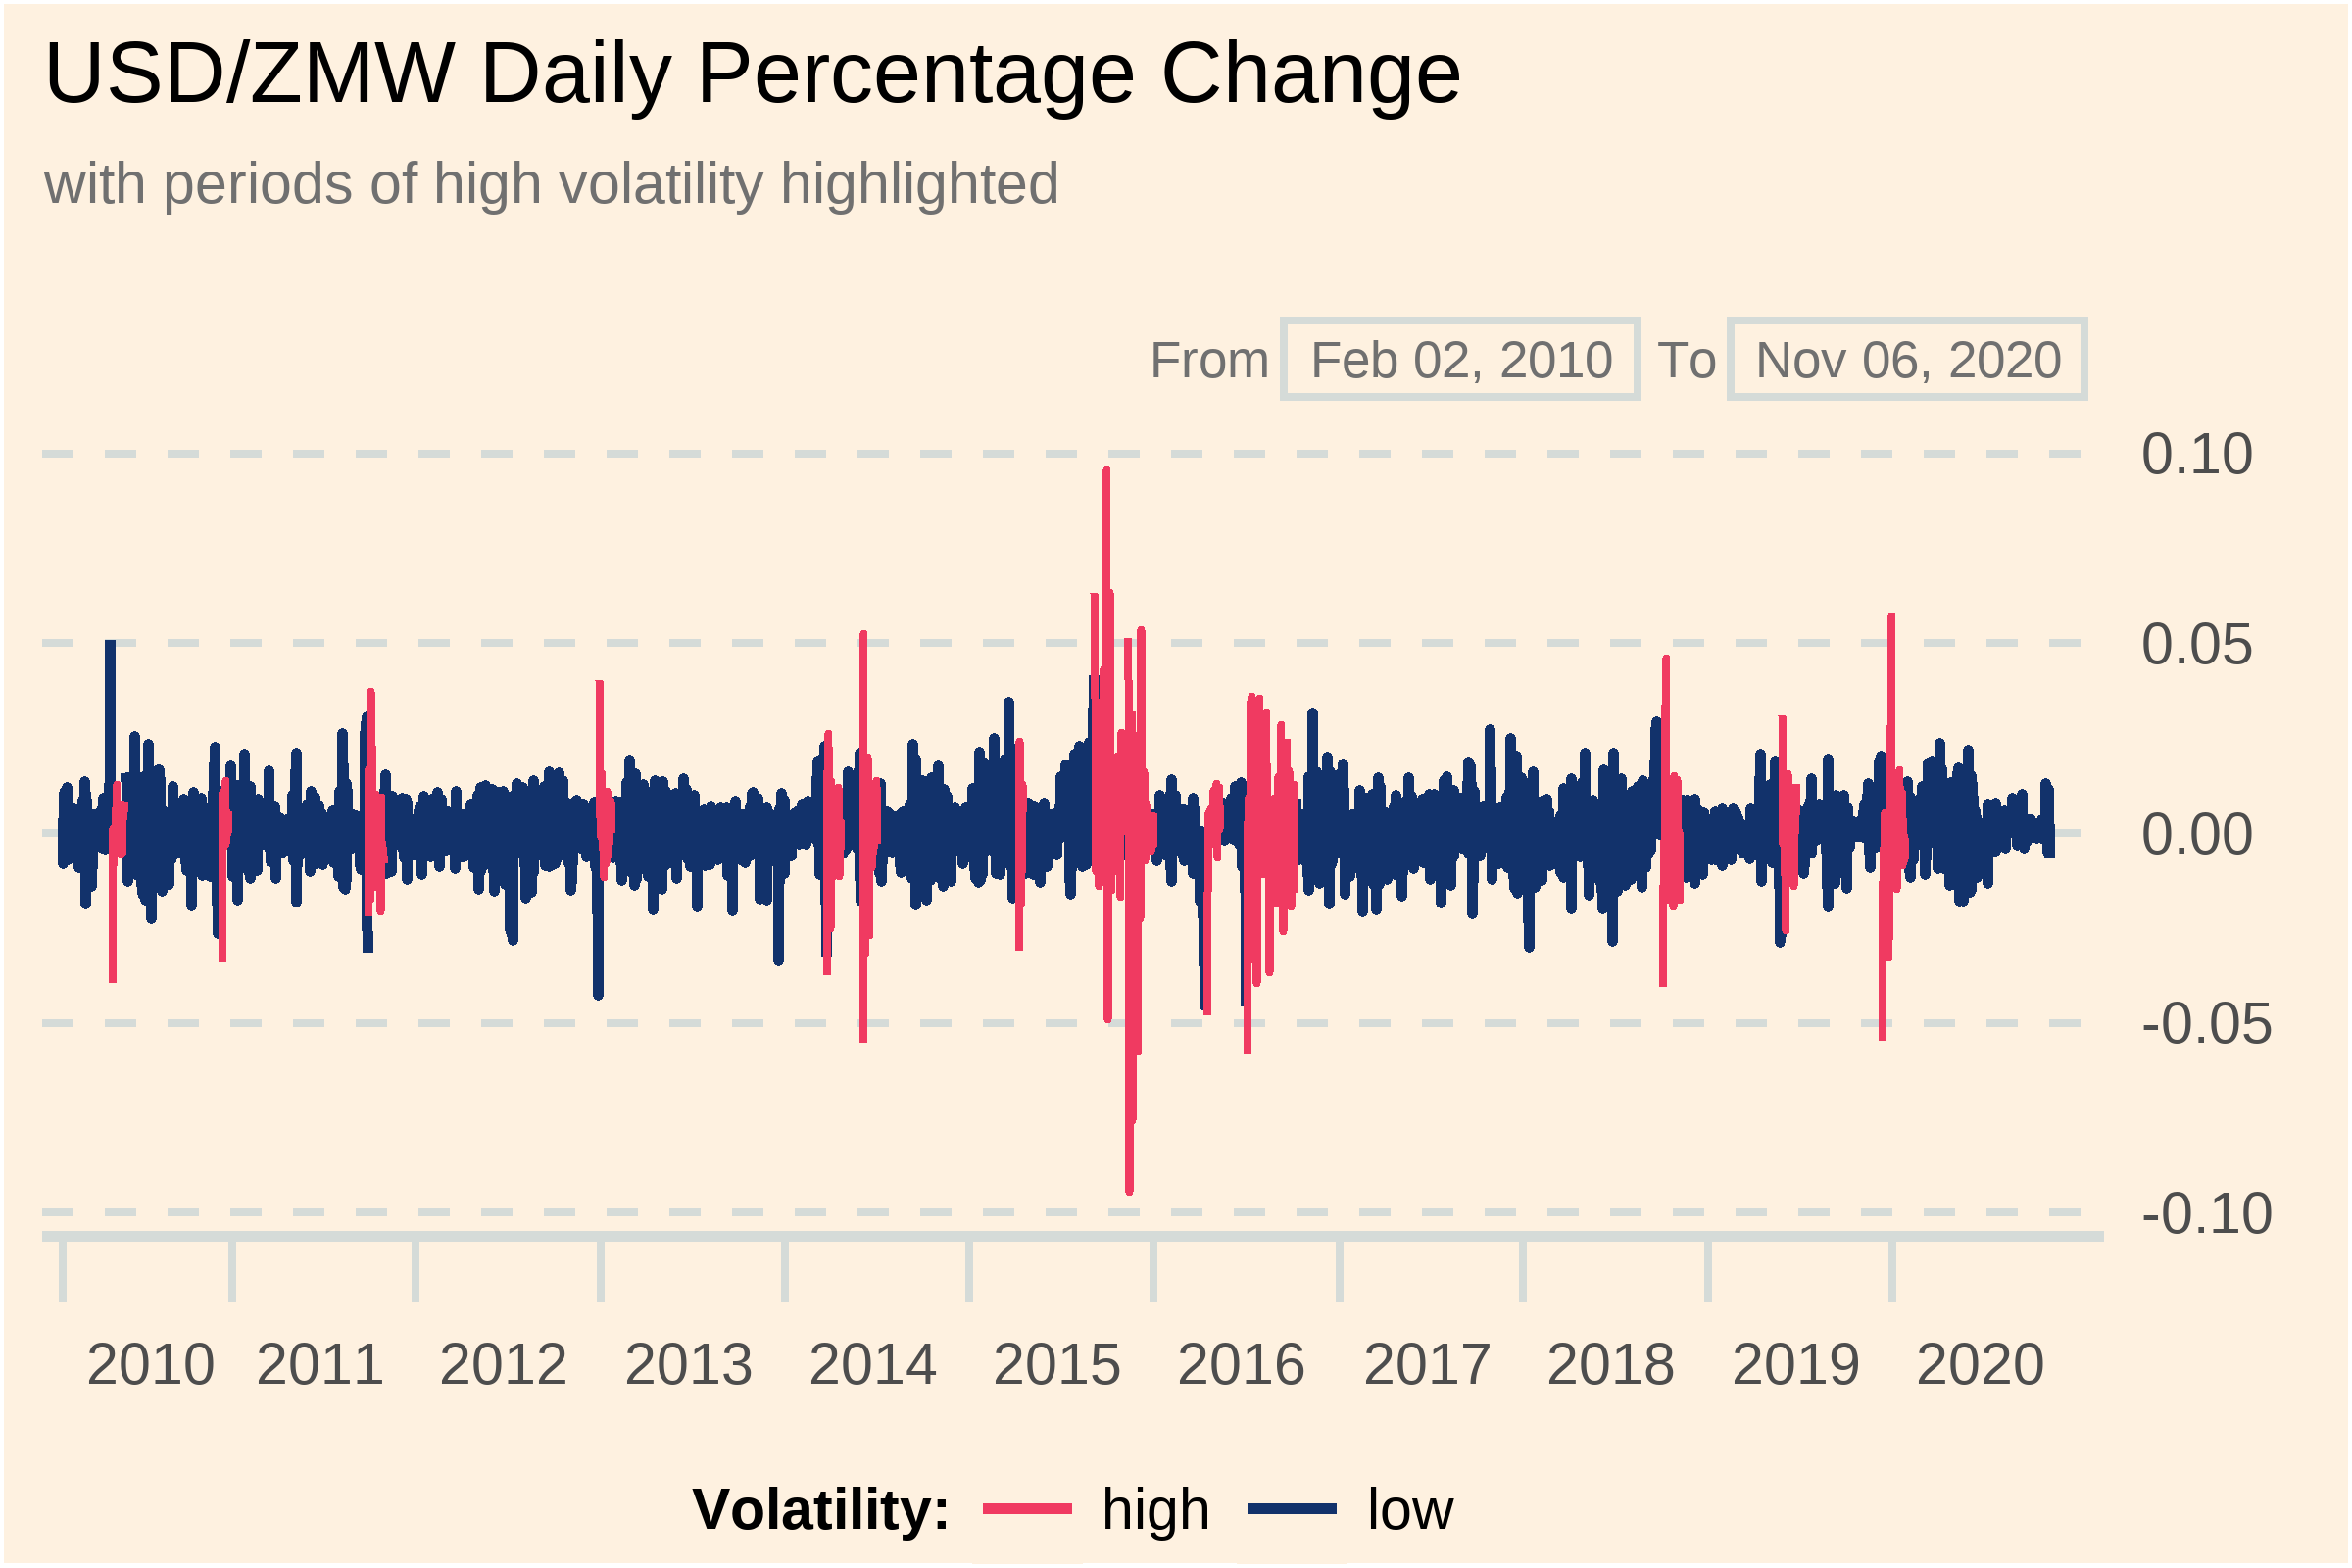 USD/ZMW Daily Percentage Change
with periods of high volatility highlighted
From Feb 02, 2010 To Nov 06, 2020
0.10
0.05
0.00
-0.05
-0.10
2010 2011 2012 2013 2014 2015 2016 2017 2018 2019 2020
Volatility: high low